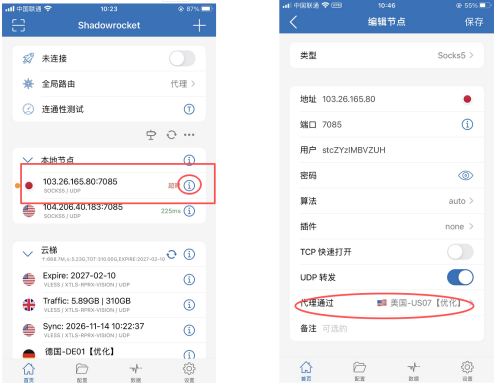 中国联通
10:23
87%
Shadowrocket
未连接
全局路由
代理 >
连通性测试
本地节点
103.26.165.80:7085
超时
SOCKS5 / UDP
104.206.40.183:7085
225ms
SOCKS5 / UDP
云梯
Expire: 2027-02-10
VLESS / XTLS-RPRX-VISION / UDP
Traffic: 5.89GB | 310GB
VLESS / XTLS-RPRX-VISION / UDP
Sync: 2026-11-14 10:22:37
VLESS / XTLS-RPRX-VISION / UDP
德国-DE01【优化】
首页
配置
数据
设置
中国联通
10:46
55%
编辑节点
保存
类型
Socks5 >
地址 103.26.165.80
端口 7085
用户 stcZYzIMBVZUH
密码
算法
auto >
插件
none >
TCP 快速打开
UDP 转发
代理通过
美国-US07【优化】 >
备注 可选的
首页
配置
数据
设置